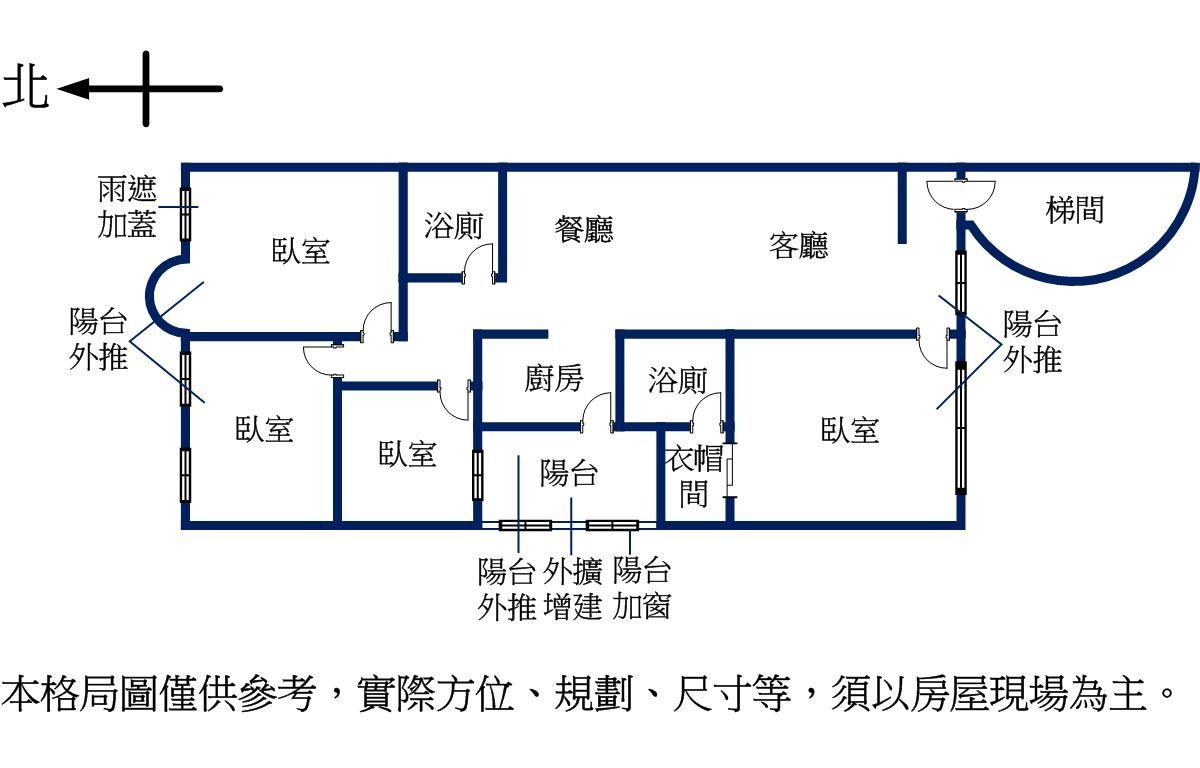 北
雨遮
加蓋
臥室
浴廁
餐廳
客廳
梯間
陽台
外推
陽台
外推
廚房
浴廁
臥室
臥室
臥室
衣帽
間
陽台
陽台
外推
外擴
增建
陽台
加窗
本格局圖僅供參考，實際方位、規劃、尺寸等，須以房屋現場為主。